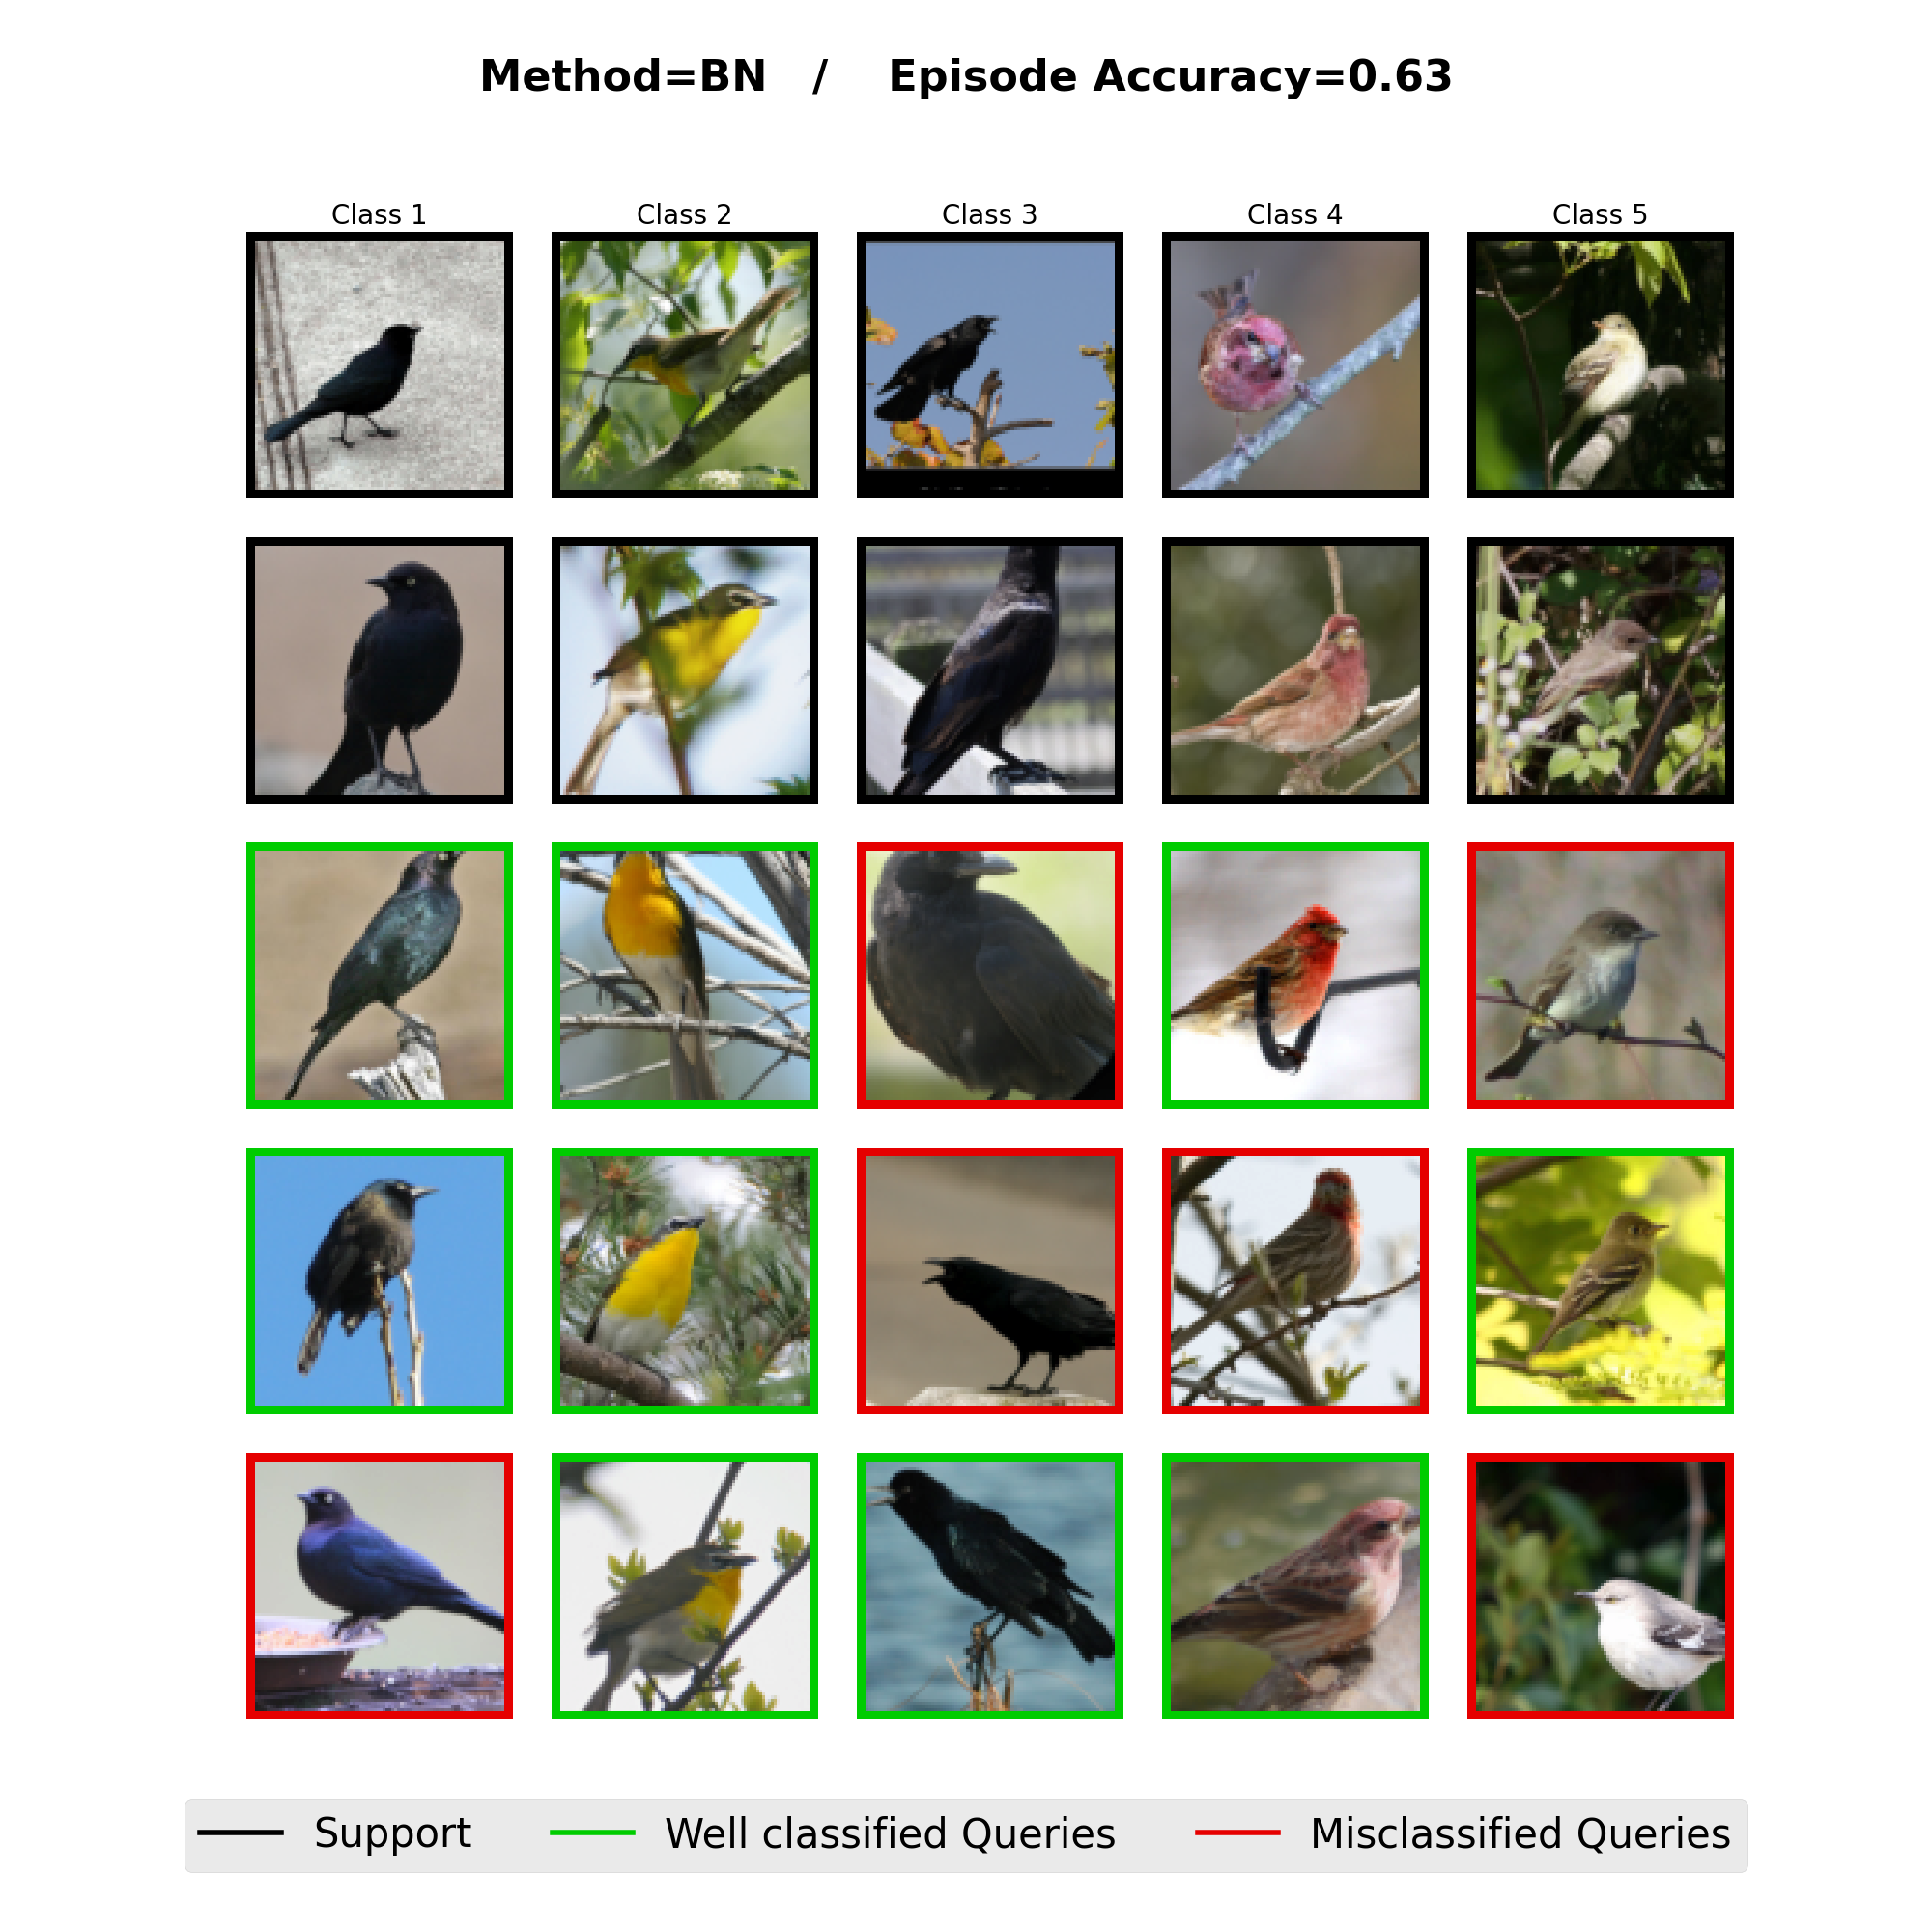 Method=BN / Episode Accuracy=0.63
Class 1 Class 2 Class 3 Class 4 Class 5
Support Well classified Queries Misclassified Queries